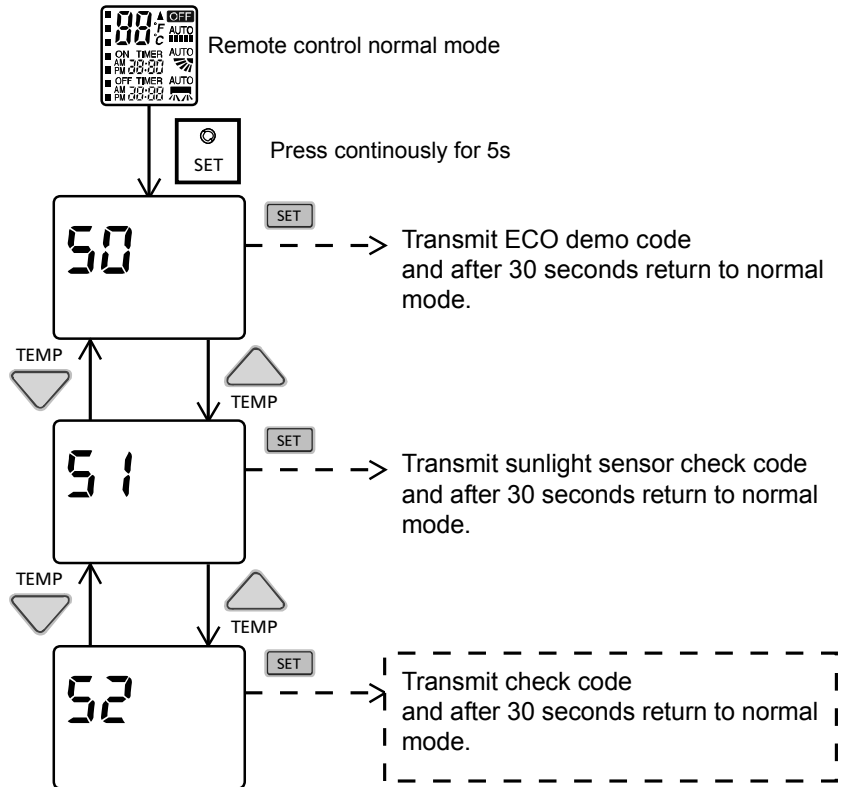 88 °F °C OFF
AUTO
ON TIMER AUTO
AM PM 88:88
OFF TIMER AUTO
AM PM 88:88
Remote control normal mode
SET
Press continously for 5s
S0
SET
Transmit ECO demo code
and after 30 seconds return to normal
mode.
TEMP
TEMP
S1
SET
Transmit sunlight sensor check code
and after 30 seconds return to normal
mode.
TEMP
TEMP
S2
SET
Transmit check code
and after 30 seconds return to normal
mode.